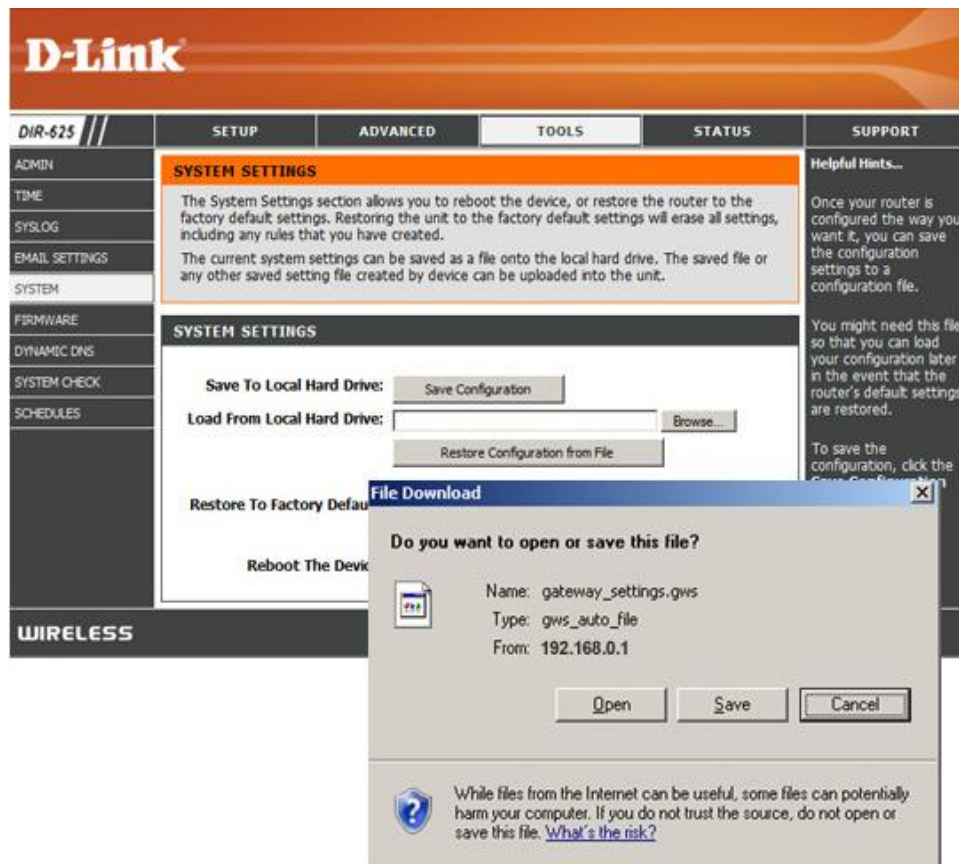 D-Link
DIR-625
SETUP
ADVANCED
TOOLS
STATUS
SUPPORT
ADMIN
TIME
SYSLOG
EMAIL SETTINGS
SYSTEM
FIRMWARE
DYNAMIC DNS
SYSTEM CHECK
SCHEDULES
SYSTEM SETTINGS
The System Settings section allows you to reboot the device, or restore the router to the
factory default settings. Restoring the unit to the factory default settings will erase all settings,
including any rules that you have created.
The current system settings can be saved as a file onto the local hard drive. The saved file or
any other saved setting file created by device can be uploaded into the unit.
SYSTEM SETTINGS
Save To Local Hard Drive:
Save Configuration
Load From Local Hard Drive:
Browse...
Restore Configuration from File
Restore To Factory Defau
Reboot The Devic
Helpful Hints...
Once your router is
configured the way you
want it, you can save
the configuration
settings to a
configuration file.
You might need this file
so that you can load
your configuration later
in the event that the
router's default settings
are restored.
To save the
configuration, click the
Save Configuration
WIRELESS
File Download
Do you want to open or save this file?
Name: gateway_settings.gws
Type: gws_auto_file
From: 192.168.0.1
Open
Save
Cancel
While files from the Internet can be useful, some files can potentially
harm your computer. If you do not trust the source, do not open or
save this file. What's the risk?